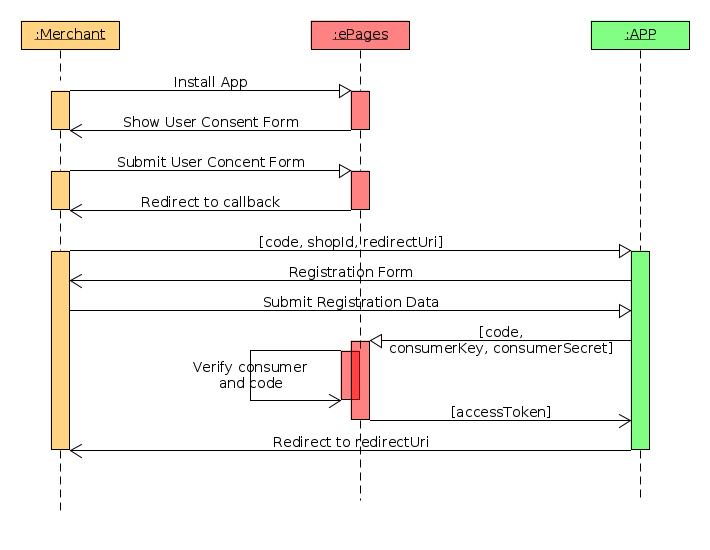 :Merchant
:ePages
:APP
Install App
Show User Consent Form
Submit User Concent Form
Redirect to callback
[code, shopId, redirectUri]
Registration Form
Submit Registration Data
[code,
consumerKey, consumerSecret]
Verify consumer
and code
[accessToken]
Redirect to redirectUri